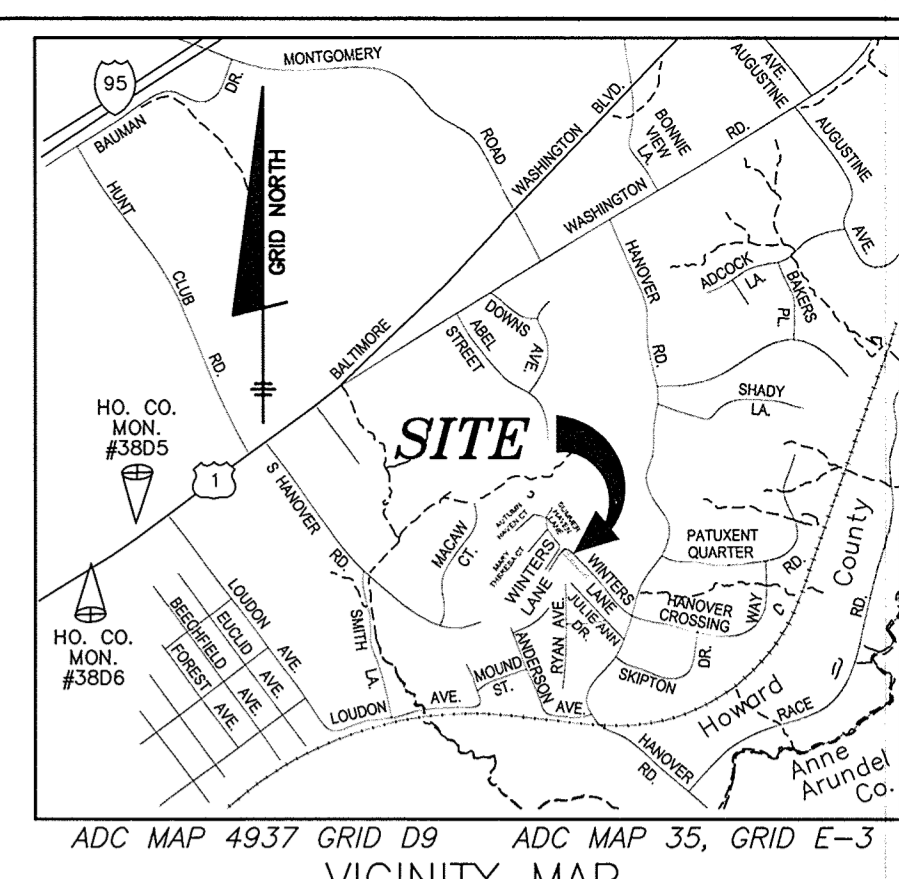 MONTGOMERY
ROAD
95
BAUMAN
DR.
WASHINGTON
BLVD.
BONNIE
VIEW
LA.
WASHINGTON
RD.
AUGUSTINE
AVE.
AUGUSTINE
AVE.
HUNT
CLUB
RD.
GRID NORTH
HANOVER
RD.
ADCOCK
LA.
BAKERS
PL.
BALTIMORE
DOWNS
AVE.
ABEL
STREET
SHADY
LA.
HO. CO.
MON.
#38D5
1
SITE
S HANOVER
RD.
MACAW
CT.
AUTUMN
HAVEN CT
SUMMER
HAVEN
LANE
WINTERS
LANE
WINTERS
LANE
PATUXENT
QUARTER
RD.
County
HO. CO.
MON.
#38D6
LOUDON
AVE.
EUCLID
AVE.
BEECHFIELD
AVE.
FOREST
AVE.
SMITH
LA.
LOUDON
AVE.
MOUND
ST.
ANDERSON
AVE.
RYAN AVE.
JULIE ANN
DR.
HANOVER
CROSSING
WAY
SKIPTON
DR.
HANOVER
RD.
Howard
RACE
RD.
Anne
Arundel
Co.
ADC MAP 4937 GRID D9 ADC MAP 35, GRID E-3
VICINITY MAP